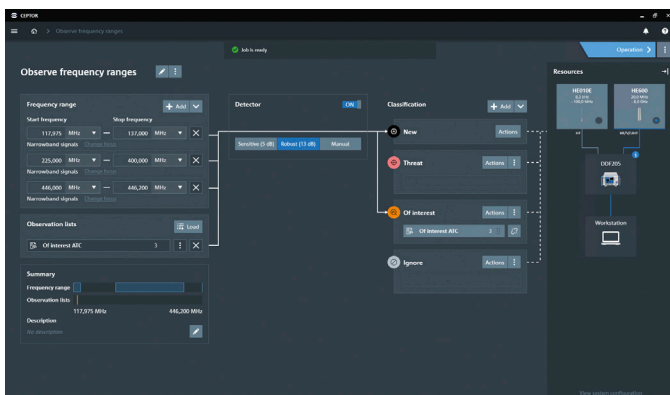 CEPTOR
Observe frequency ranges
Job is ready
Operation
Observe frequency ranges
Resources
Frequency range
Add
Start frequency Stop frequency
117,975 MHz — 137,000 MHz
Narrowband signals Change focus
225,000 MHz — 400,000 MHz
Narrowband signals Change focus
446,000 MHz — 446,200 MHz
Narrowband signals Change focus
Observation lists
Load
Of interest ATC 3
Summary
Frequency range
Observation lists
117,975 MHz 446,200 MHz
Description
No description
Detector
ON
Sensitive (5 dB) Robust (13 dB) Manual
Classification
Add
New
Actions
Threat
Actions
Of interest
Actions
Of interest ATC 3
Ignore
Actions
HE010E
HE600
DDF205
Workstation
View system configuration